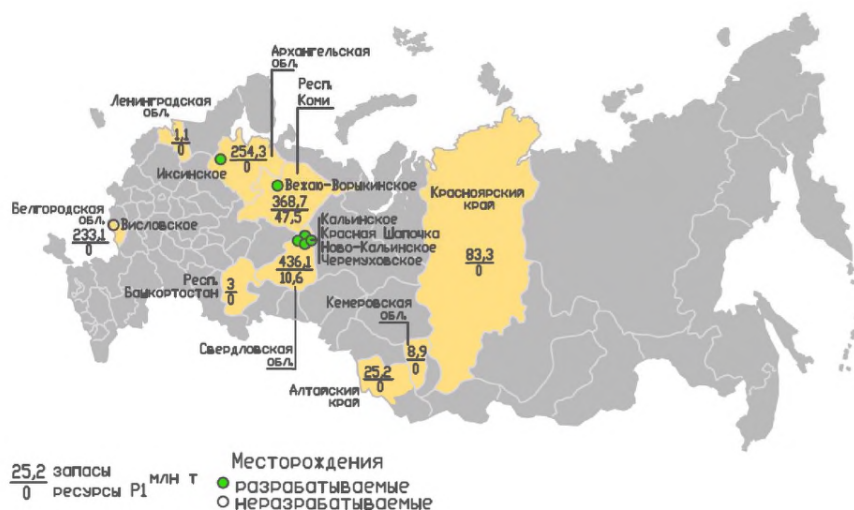 Архангельская
обл.
Респ.
Коми
Ленинградская
обл.
1,1
0
254,3
0
Иксинское
Вежаю-Ворыкинское
368,7
47,5
Красноярский
край
83,3
0
Белгородская
обл.
233,1
0
Висловское
Кальинское
Красная Шапочка
Ново-Кальинское
Черемуховское
436,1
10,6
Респ.
Башкортостан
3
0
Кемеровская
обл.
8,9
0
Свердловская
обл.
25,2
0
Алтайский
край
25,2 запасы
0 ресурсы Р1
млн т
Месторождения
разрабатываемые
неразрабатываемые